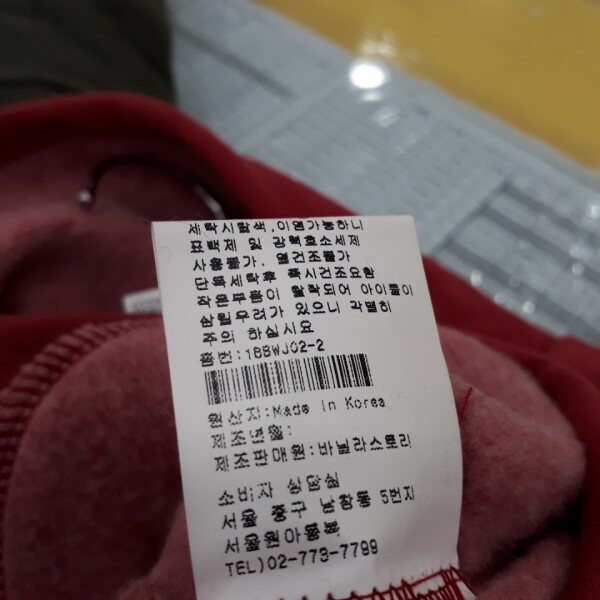 세탁시탈색,이염가능하니
표백제 및 강력효소세제
사용불가. 열건조불가
단독세탁후 즉시건조요함
작은부품이 탈착되어 아이들이
삼킬우려가 있으니 각별히
주의 하십시요
품번:188WJ02-2
원산지:Made in Korea
제조년월:
제조판매원:바닐라스토리
소비자 상담실
서울 중구 남창동 5번지
서울원아동복
TEL)02-773-7799